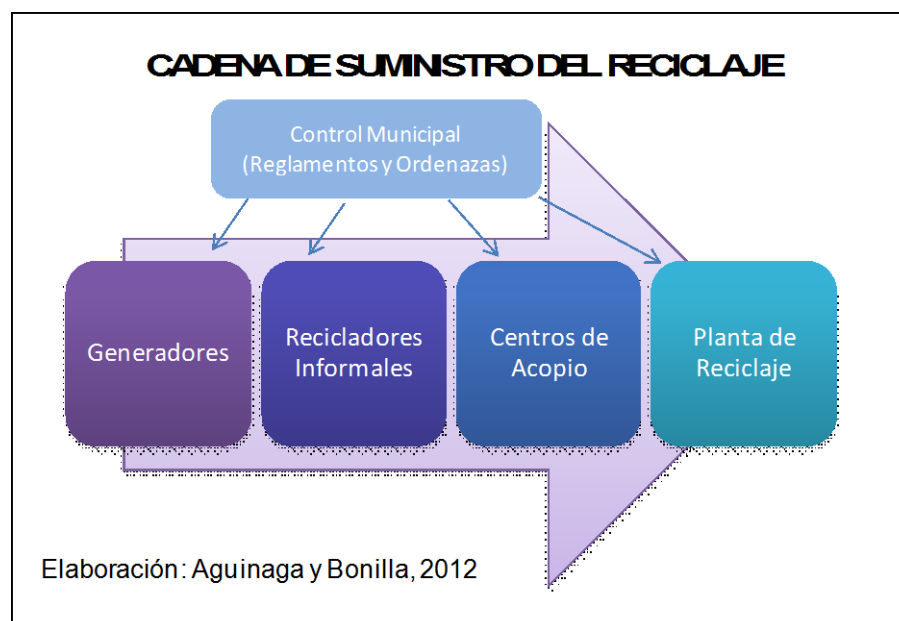 CADENA DE SUMINISTRO DEL RECICLAJE
Control Municipal
(Reglamentos y Ordenazas)
Generadores
Recicladores
Informales
Centros de
Acopio
Planta de
Reciclaje
Elaboración: Aguinaga y Bonilla, 2012